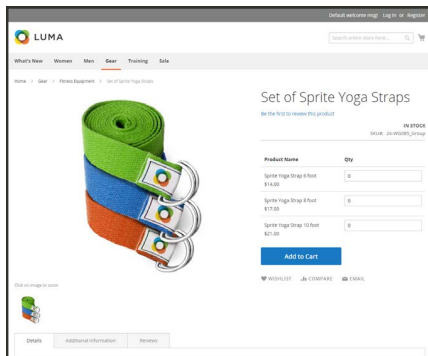 Default welcome msg! Log In or Register
LUMA
Search entire store here...
What's New Women Men Gear Training Sale
Home > Gear > Fitness Equipment > Set of Sprite Yoga Straps
Set of Sprite Yoga Straps
Be the first to review this product
IN STOCK
SKU#: 24-WG085_Group
Product Name Qty
Sprite Yoga Strap 6 foot 0
$14.00
Sprite Yoga Strap 8 foot 0
$17.00
Sprite Yoga Strap 10 foot 0
$21.00
Add to Cart
WISHLIST COMPARE EMAIL
Click on image to zoom
Details Additional Information Reviews